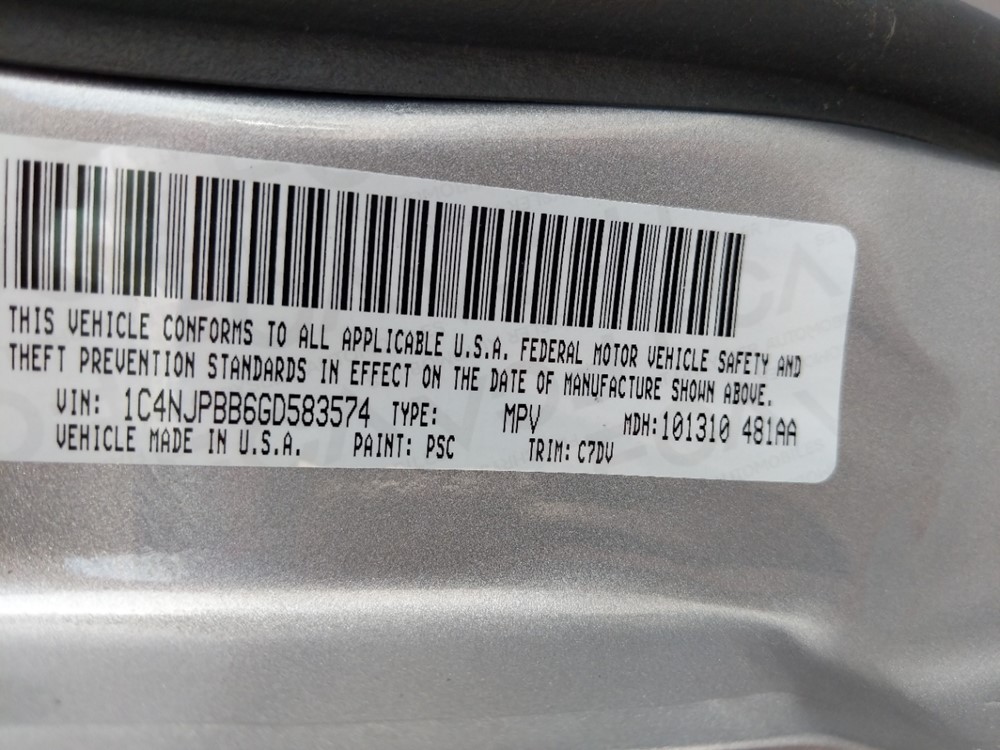 THIS VEHICLE CONFORMS TO ALL APPLICABLE U.S.A. FEDERAL MOTOR VEHICLE SAFETY AND
THEFT PREVENTION STANDARDS IN EFFECT ON THE DATE OF MANUFACTURE SHOWN ABOVE.
VIN: 1C4NJPBB6GD583574 TYPE: MPV MDH:101310 481AA
VEHICLE MADE IN U.S.A. PAINT: PSC TRIM: C7DV